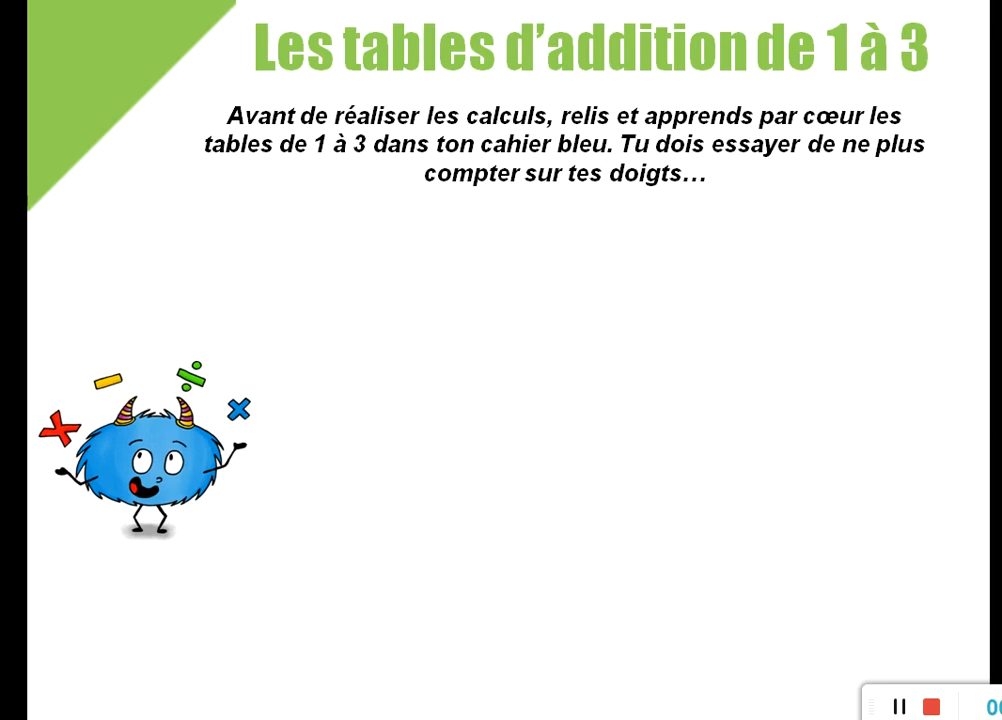 Les tables d’addition de 1 à 3
Avant de réaliser les calculs, relis et apprends par cœur les
tables de 1 à 3 dans ton cahier bleu. Tu dois essayer de ne plus
compter sur tes doigts…